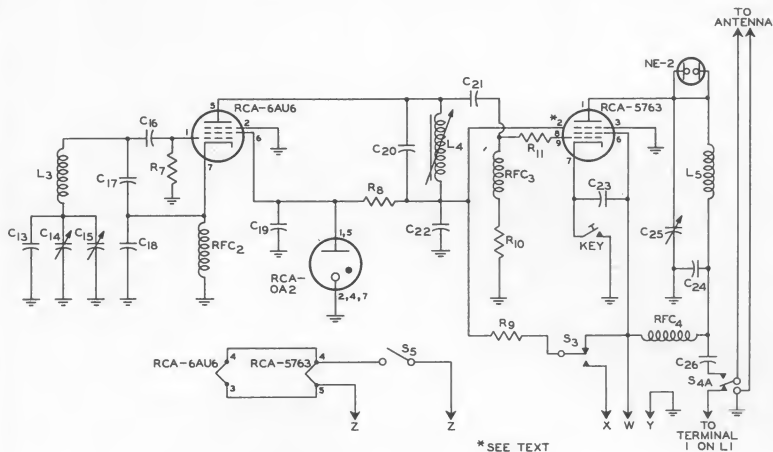 TO
ANTENNA
NE-2
C21
5
RCA-6AU6
1
RCA-5763
C16
2
*2
3
1
6
8
6
9
L3
R7
C20
L4
R11
C17
7
7
L5
R8
RFC3
C23
C13
C14
C15
C18
RFC2
C19
1,5
C22
KEY
C25
R10
C24
RCA-
OA2
2,4,7
RFC4
R9
S3
RCA-6AU6
4
RCA-5763
4
S5
C26
S4A
3
5
Z
Z
X
W
Y
TO
TERMINAL
1 ON L1
*SEE TEXT